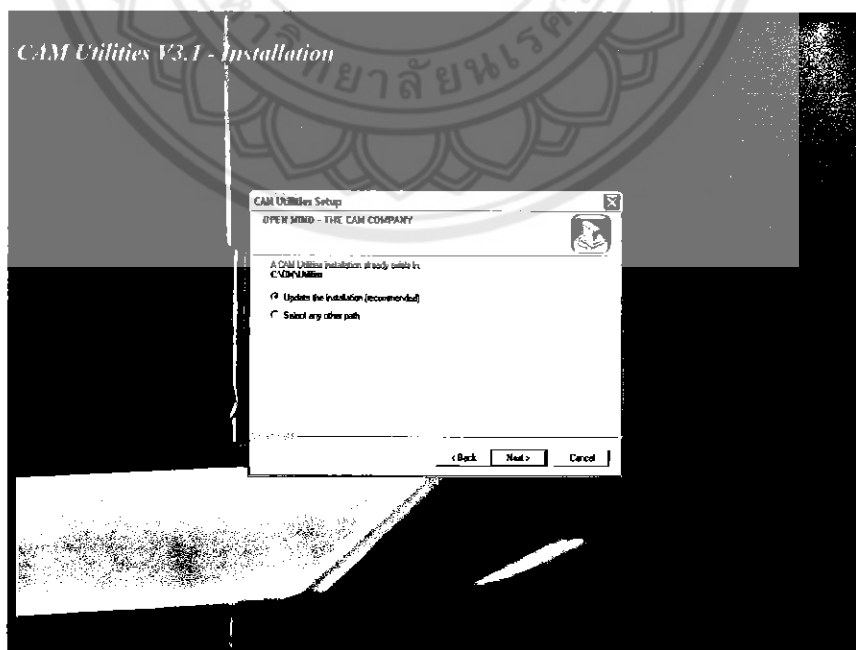 CAM Utilities V3.1 - Installation
CAM Utilities Setup
OPEN MIND - THE CAM COMPANY
A CAM Utilities installation already exists in:
Update the installation (recommended)
Select any other path
< Back
Next >
Cancel